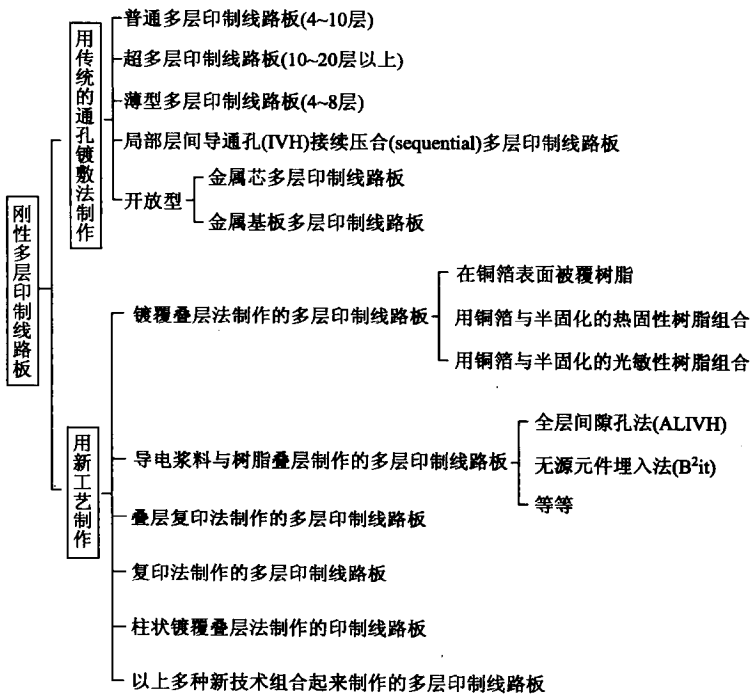 刚性多层印制线路板
用传统的通孔镀敷法制作
普通多层印制线路板(4~10层)
超多层印制线路板(10~20层以上)
薄型多层印制线路板(4~8层)
局部层间导通孔(IVH)接续压合(sequential)多层印制线路板
开放型
金属芯多层印制线路板
金属基板多层印制线路板
用新工艺制作
镀覆叠层法制作的多层印制线路板
在铜箔表面被覆树脂
用铜箔与半固化的热固性树脂组合
用铜箔与半固化的光敏性树脂组合
导电浆料与树脂叠层制作的多层印制线路板
全层间隙孔法(ALIVH)
无源元件埋入法(B²it)
等等
叠层复印法制作的多层印制线路板
复印法制作的多层印制线路板
柱状镀覆叠层法制作的印制线路板
以上多种新技术组合起来制作的多层印制线路板